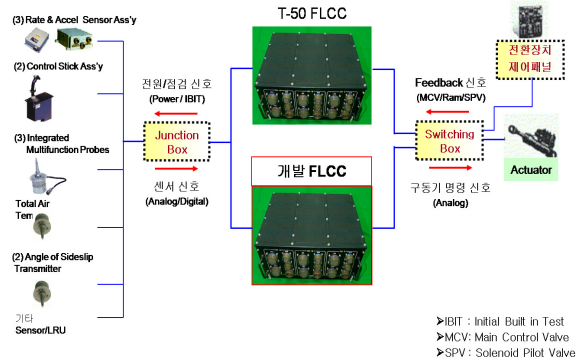 (3) Rate & Accel Sensor Ass'y
(2) Control Stick Ass'y
(3) Integrated
Multifunction Probes
Total Air
Tem
(2) Angle of Sideslip
Transmitter
기타
Sensor/LRU
전원/점검 신호
(Power / IBIT)
Junction
Box
센서 신호
(Analog/Digital)
T-50 FLCC
개발 FLCC
Feedback 신호
(MCV/Ram/SPV)
Switching
Box
구동기 명령 신호
(Analog)
전환장치
제어패널
Actuator
➢IBIT : Initial Built in Test
➢MCV: Main Control Valve
➢SPV : Solenoid Pilot Valve